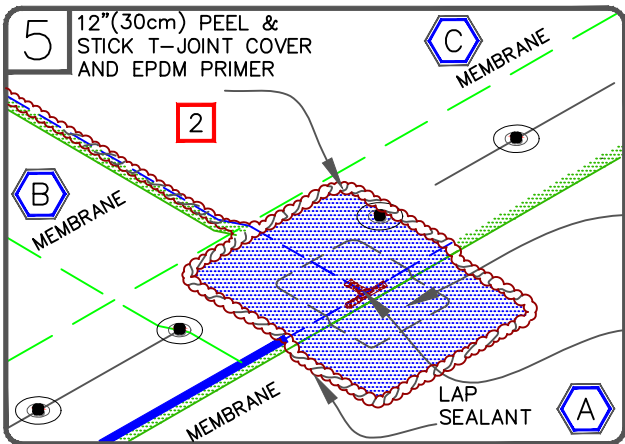 5
12"(30cm) PEEL &
STICK T-JOINT COVER
AND EPDM PRIMER
C
MEMBRANE
2
B
MEMBRANE
MEMBRANE
LAP
SEALANT
A